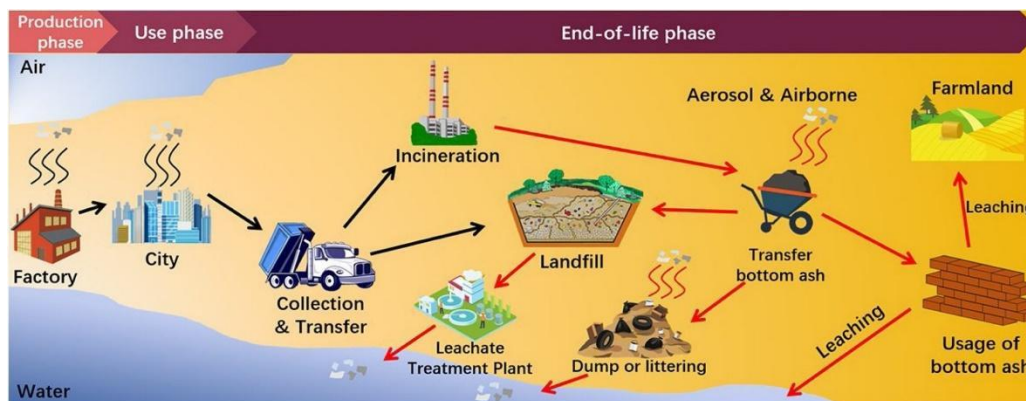 Production
phase
Use phase
End-of-life phase
Air
Aerosol & Airborne
Farmland
Incineration
Leaching
Factory
City
Landfill
Transfer
bottom ash
Collection
& Transfer
Leaching
Usage of
bottom ash
Leachate
Treatment Plant
Dump or littering
Water